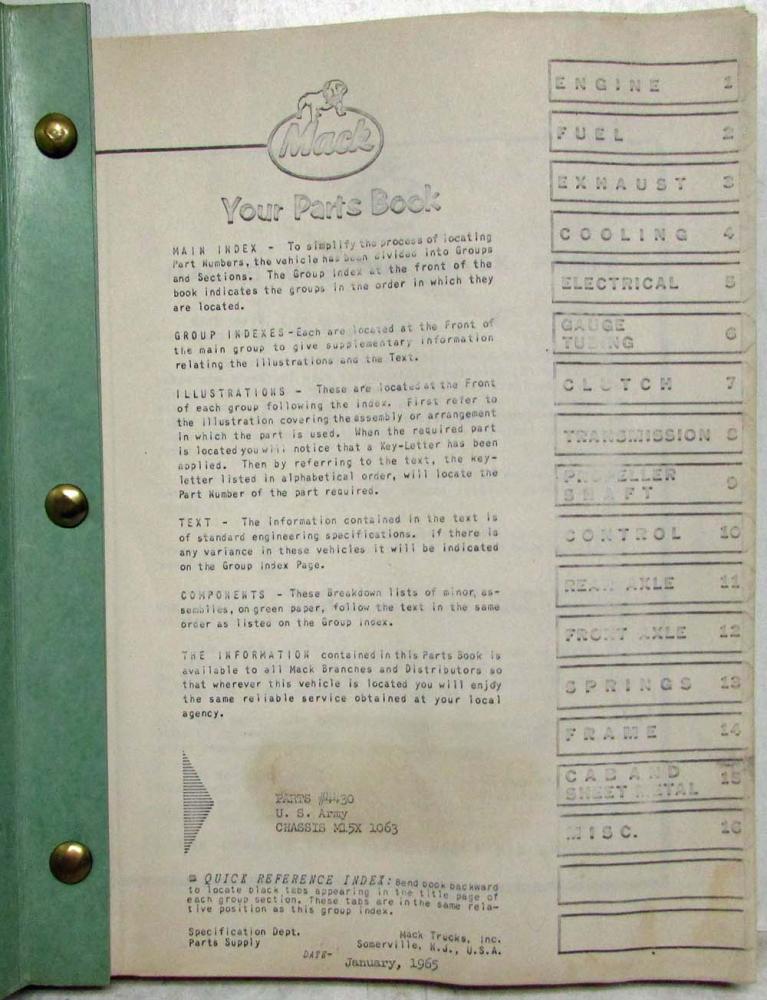 Mack
Your Parts Book
MAIN INDEX - To simplify the process of locating
Part Numbers, the vehicle has been divided into Groups
and Sections. The Group Index at the front of the
book indicates the groups in the order in which they
are located.
GROUP INDEXES - Each are located at the Front of
the main group to give supplementary information
relating the Illustrations and the Text.
ILLUSTRATIONS - These are located at the Front
of each group following the index. First refer to
the Illustration covering the assembly or arrangement
in which the part is used. When the required part
is located you will notice that a Key-Letter has been
applied. Then by referring to the text, the key-
letter listed in alphabetical order, will locate the
Part Number of the part required.
TEXT - The information contained in the text is
of standard engineering specifications. If there is
any variance in these vehicles it will be indicated
on the Group Index Page.
COMPONENTS - These Breakdown lists of minor, as-
semblies, on green paper, follow the text in the same
order as listed on the Group Index.
THE INFORMATION contained in this Parts Book is
available to all Mack Branches and Distributors so
that wherever this vehicle is located you will enjoy
the same reliable service obtained at your local
agency.
PARTS #4430
U. S. Army
CHASSIS M15X 1063
QUICK REFERENCE INDEX: Bend book backward
to locate black tabs appearing in the title page of
each group section. These tabs are in the same rela-
tive position as this group index.
Specification Dept.
Parts Supply
Mack Trucks, Inc.
Somerville, N.J., U.S.A.
DATE-
January, 1965
ENGINE 1
FUEL 2
EXHAUST 3
COOLING 4
ELECTRICAL 5
GAUGE
TUBING 6
CLUTCH 7
TRANSMISSION 8
PROPELLER
SHAFT 9
CONTROL 10
REAR AXLE 11
FRONT AXLE 12
SPRINGS 13
FRAME 14
CAB AND
SHEET METAL 15
MISC. 16